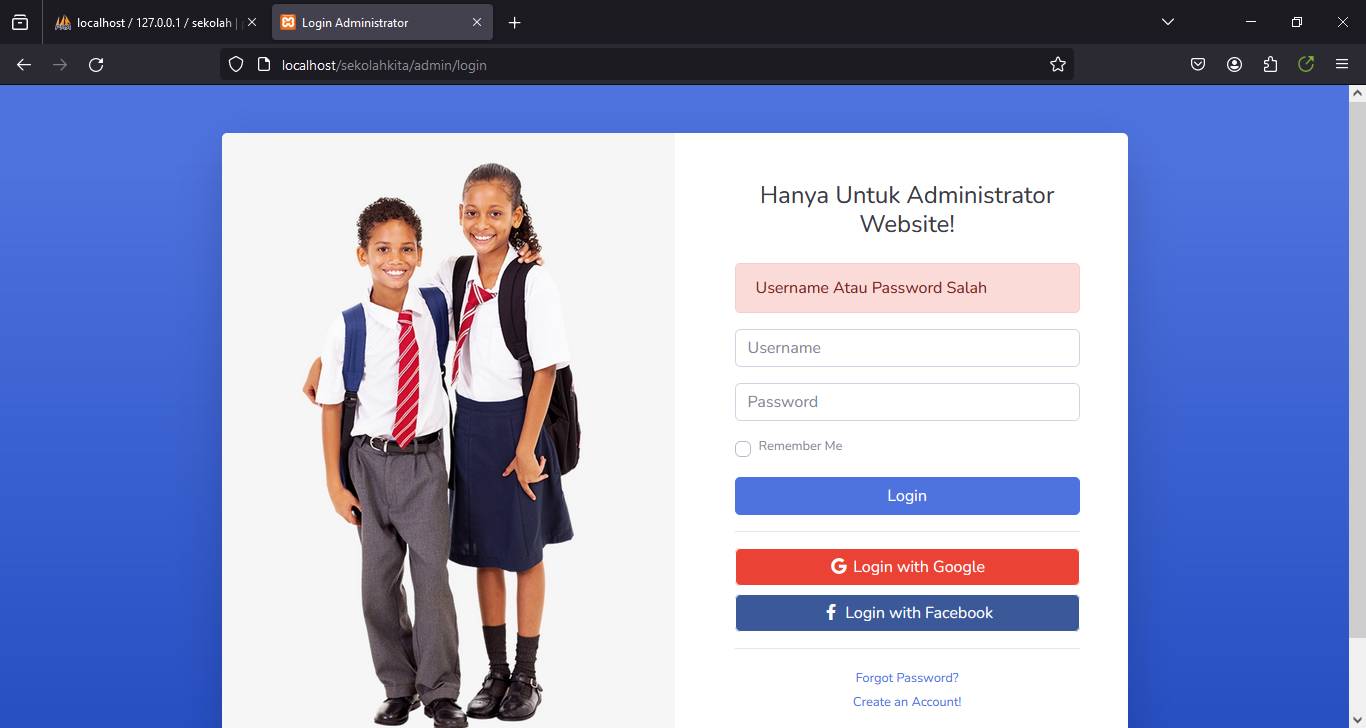 localhost / 127.0.0.1 / sekolah |
Login Administrator
localhost/sekolahkita/admin/login
Hanya Untuk Administrator
Website!
Username Atau Password Salah
Username
Password
Remember Me
Login
Login with Google
Login with Facebook
Forgot Password?
Create an Account!